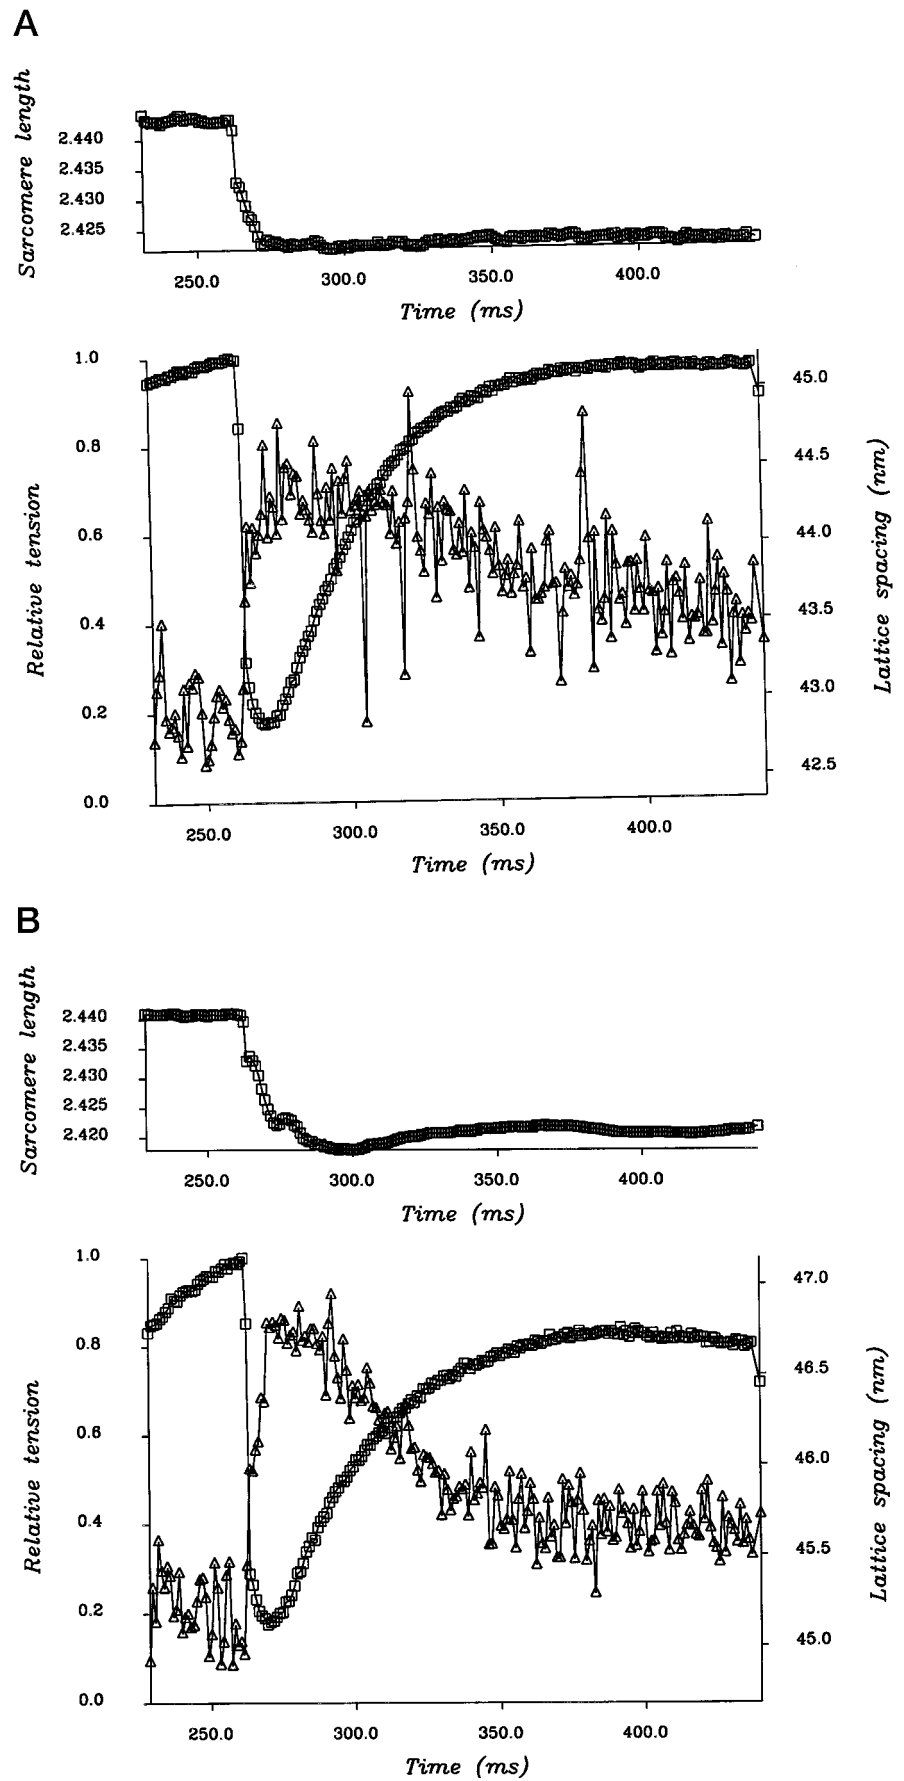 A
Sarcomere length
2.440
2.435
2.430
2.425
250.0 300.0 350.0 400.0
Time (ms)
Relative tension
1.0
0.8
0.6
0.4
0.2
0.0
45.0
44.5
44.0
43.5
43.0
42.5
Lattice spacing (nm)
250.0 300.0 350.0 400.0
Time (ms)
B
Sarcomere length
2.440
2.435
2.430
2.425
2.420
250.0 300.0 350.0 400.0
Time (ms)
Relative tension
1.0
0.8
0.6
0.4
0.2
0.0
47.0
46.5
46.0
45.5
45.0
Lattice spacing (nm)
250.0 300.0 350.0 400.0
Time (ms)